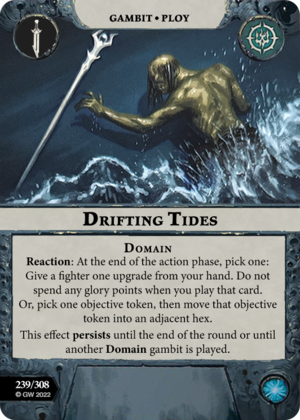 GAMBIT • PLOY
DRIFTING TIDES
DOMAIN
Reaction: At the end of the action phase, pick one:
Give a fighter one upgrade from your hand. Do not
spend any glory points when you play that card.
Or, pick one objective token, then move that objective
token into an adjacent hex.
This effect persists until the end of the round or until
another Domain gambit is played.
239/308
© GW 2022